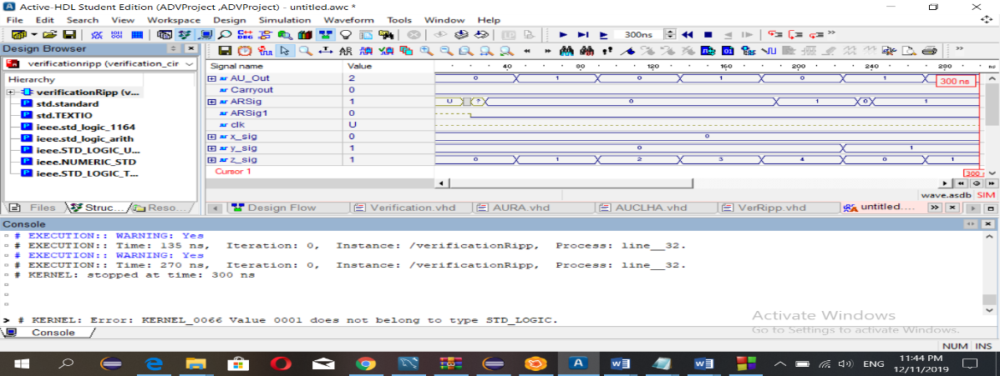 Active-HDL Student Edition (ADVProject ,ADVProject) - untitled.awc *
File Edit Search View Workspace Design Simulation Waveform Tools Window Help
300ns
Design Browser
verificationripp (verification_cir
Hierarchy
verificationRipp (v...
std.standard
std.TEXTIO
ieee.std_logic_1164
ieee.std_logic_arith
ieee.STD_LOGIC_U...
ieee.NUMERIC_STD
ieee.STD_LOGIC_T...
Files Struc... Reso...
Signal name Value 40 80 120 160 200 240 280 ns
AU_Out 2 0 1 0 1 0 1
300 ns
Carryout 0
ARSig 1 U ? 0 1 0 1
ARSig1 0
clk U
x_sig 0 0
y_sig 1 0 1
z_sig 1 0 1 2 3 4 0 1
Cursor 1
wave.asdb SIM
Design Flow Verification.vhd AURA.vhd AUCLHA.vhd VerRipp.vhd untitled....
Console
# EXECUTION:: WARNING: Yes
# EXECUTION:: Time: 135 ns, Iteration: 0, Instance: /verificationRipp, Process: line__32.
# EXECUTION:: WARNING: Yes
# EXECUTION:: Time: 270 ns, Iteration: 0, Instance: /verificationRipp, Process: line__32.
# KERNEL: stopped at time: 300 ns
> # KERNEL: Error: KERNEL_0066 Value 0001 does not belong to type STD_LOGIC.
Activate Windows
Go to Settings to activate Windows.
Console
NUM INS
ENG
11:44 PM
12/11/2019